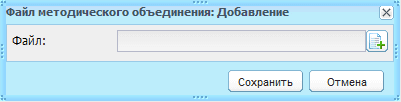 Файл методического объединения: Добавление
Файл:
Сохранить Отмена